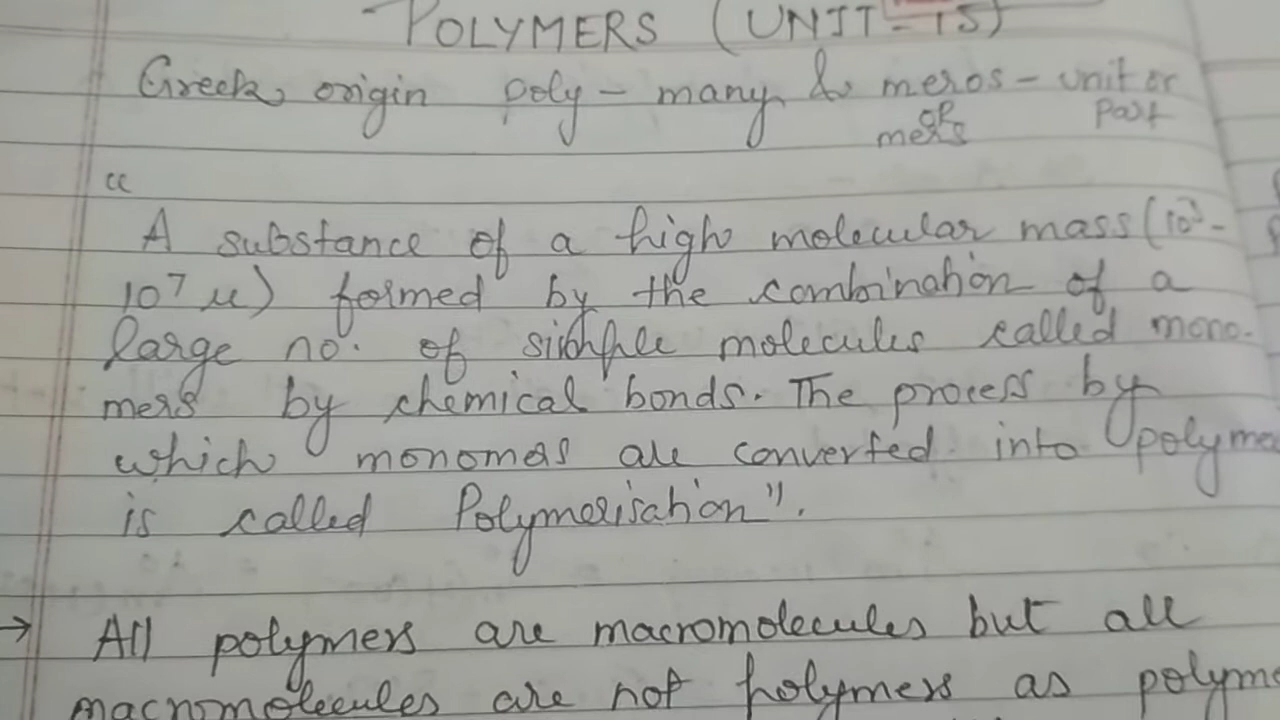 POLYMERS (UNIT-15)
Greek origin poly - many & meros - unit or
or part
mers
"
A substance of a high molecular mass (10³-
10⁷ u) formed by the combination of a
large no. of simple molecules called mono-
mers by chemical bonds. The process by
which monomers are converted into polyme
is called Polymerisation".
→ All polymers are macromolecules but all
macromolecules are not polymers as polyme